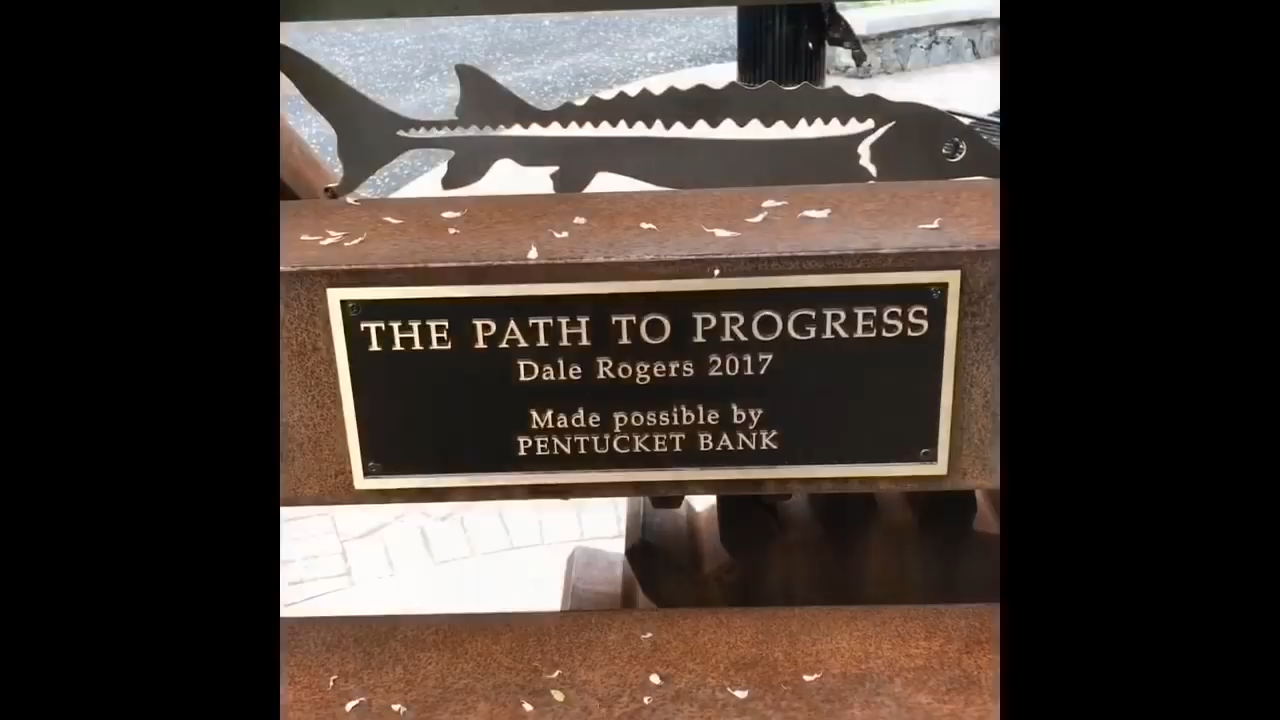 THE PATH TO PROGRESS
Dale Rogers 2017
Made possible by
PENTUCKET BANK